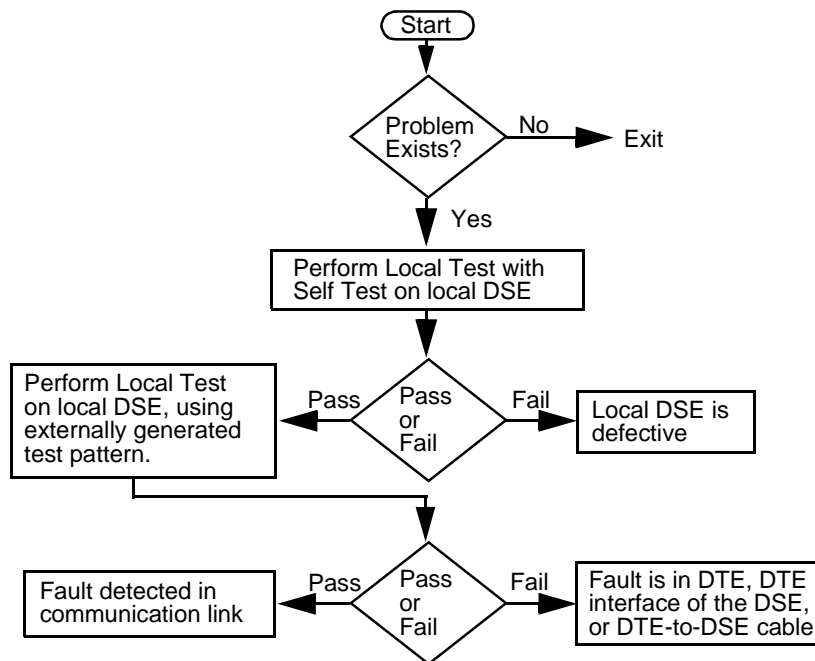 Start
Problem
Exists?
No
Exit
Yes
Perform Local Test with
Self Test on local DSE
Perform Local Test
on local DSE, using
externally generated
test pattern.
Pass
Pass
or
Fail
Fail
Local DSE is
defective
Fault detected in
communication link
Pass
Pass
or
Fail
Fail
Fault is in DTE, DTE
interface of the DSE,
or DTE-to-DSE cable